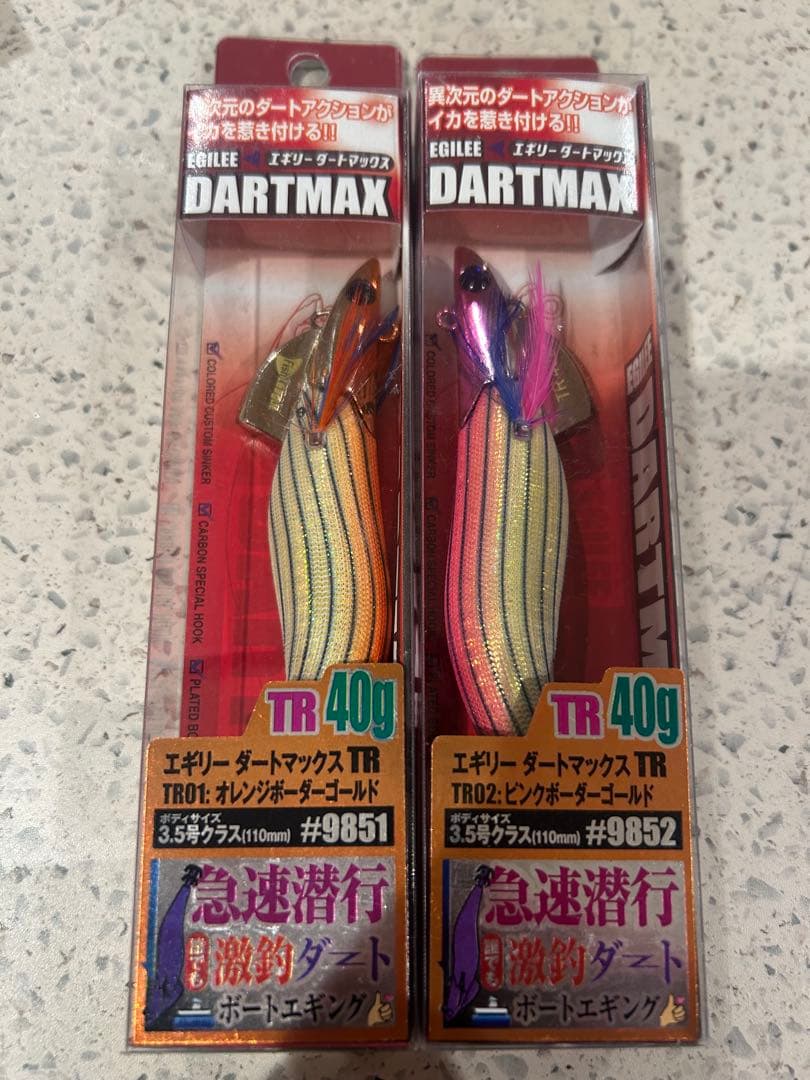 次元のダートアクションが
イカを惹き付ける!!
EGILEE エギリー ダートマックス
DARTMAX
COLORED CUSTOM SINKER
CARBON SPECIAL HOOK
PLATED
TR 40g
エギリー ダートマックス TR
TR01: オレンジボーダーゴールド
ボディサイズ
3.5号クラス(110mm) #9851
急速潜行
激釣ダート
ボートエギング
異次元のダートアクションが
イカを惹き付ける!!
EGILEE エギリー ダートマックス
DARTMAX
COLORED CUSTOM SINKER
CARBON
EGILEE
DARTM
TR 40g
エギリー ダートマックス TR
TR02: ピンクボーダーゴールド
ボディサイズ
3.5号クラス(110mm) #9852
急速潜行
激釣ダート
ボートエギング